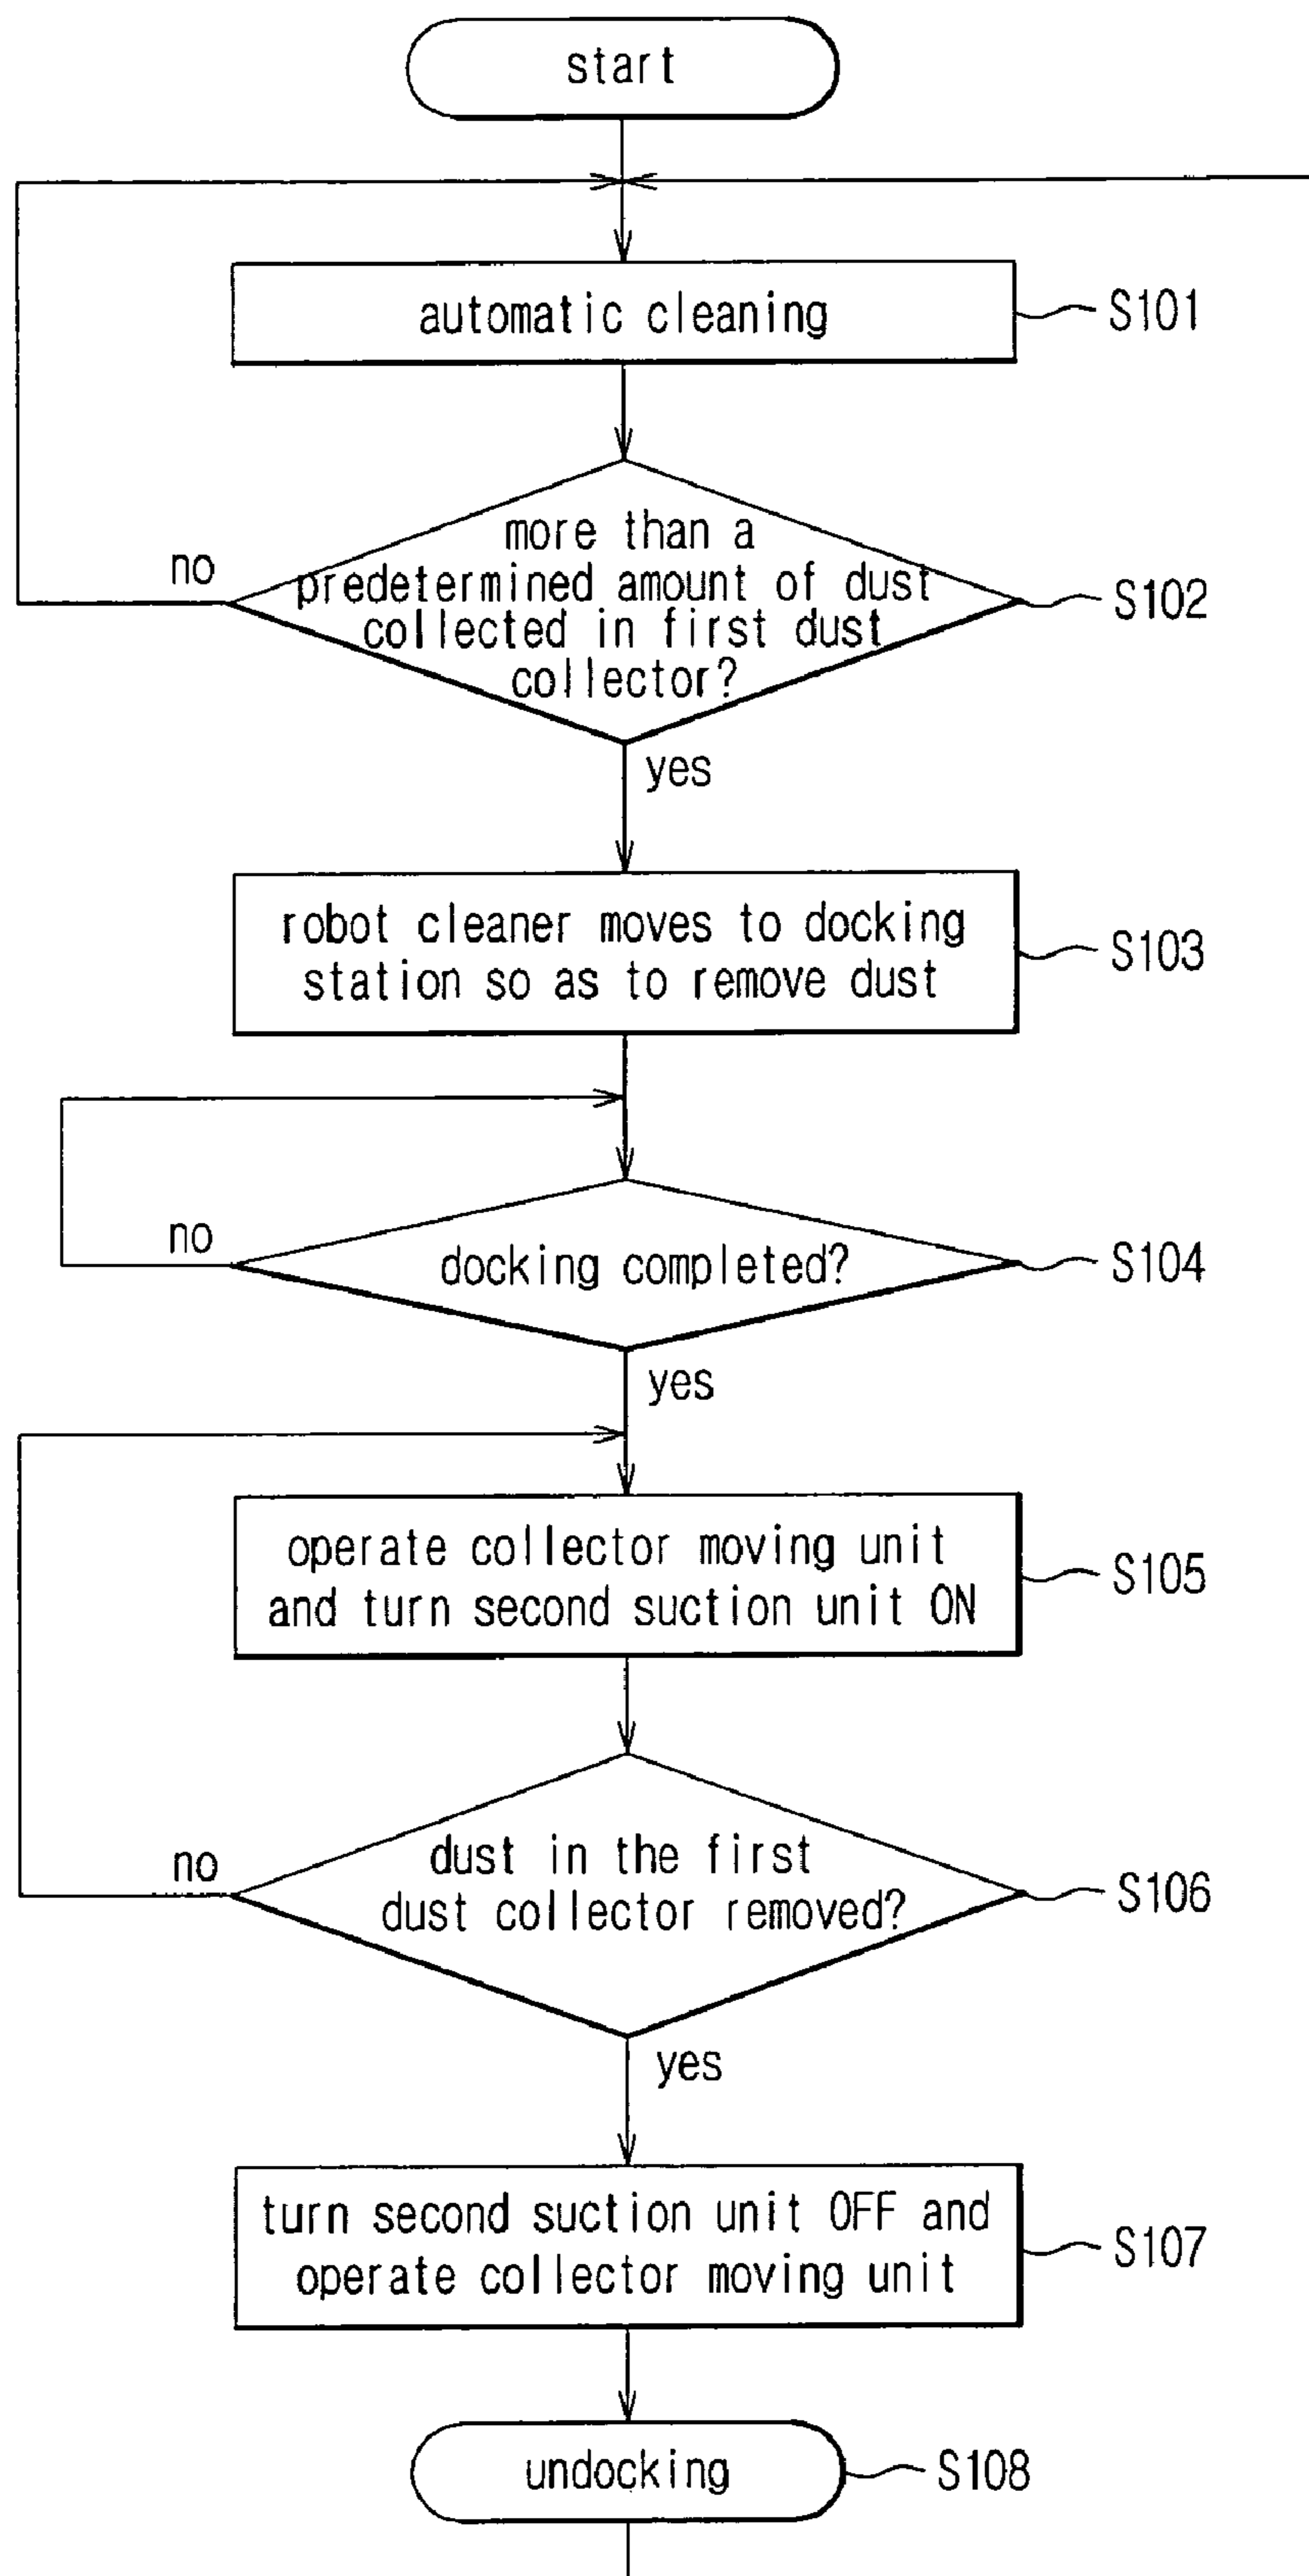 start
automatic cleaning
S101
more than a
predetermined amount of dust
collected in first dust
collector?
no
S102
yes
robot cleaner moves to docking
station so as to remove dust
S103
no
docking completed?
S104
yes
operate collector moving unit
and turn second suction unit ON
S105
no
dust in the first
dust collector removed?
S106
yes
turn second suction unit OFF and
operate collector moving unit
S107
undocking
S108